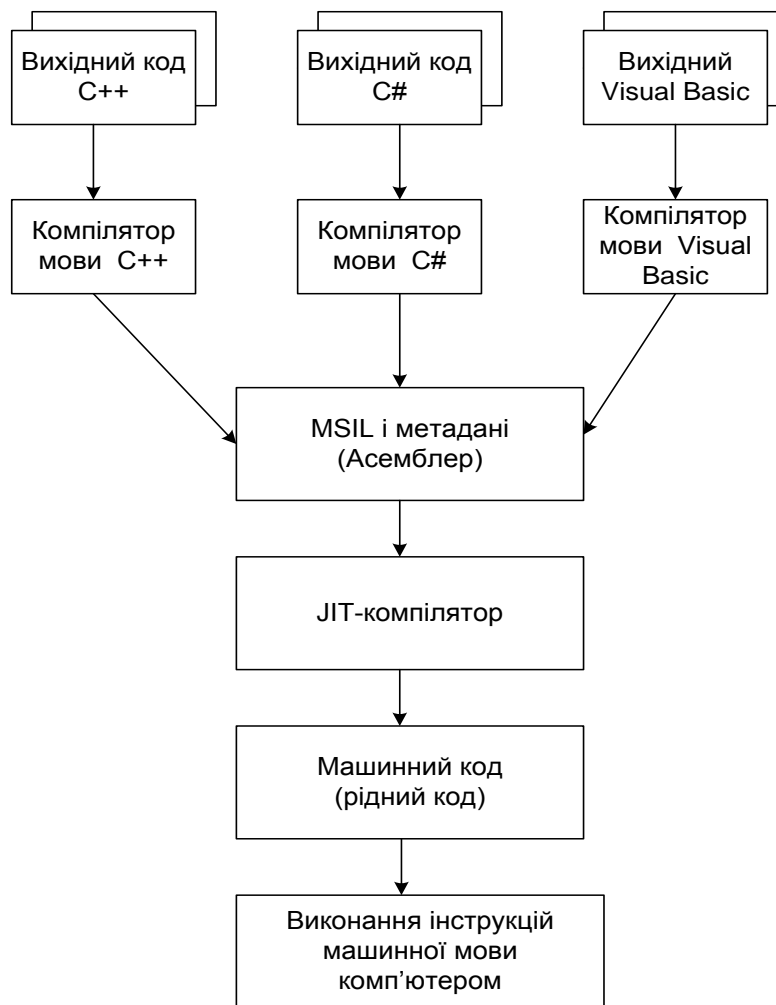 Вихідний код
C++
Вихідний код
C#
Вихідний
Visual Basic
Компілятор
мови C++
Компілятор
мови C#
Компілятор
мови Visual
Basic
MSIL і метадані
(Асемблер)
JIT-компілятор
Машинний код
(рідний код)
Виконання інструкцій
машинної мови
комп’ютером